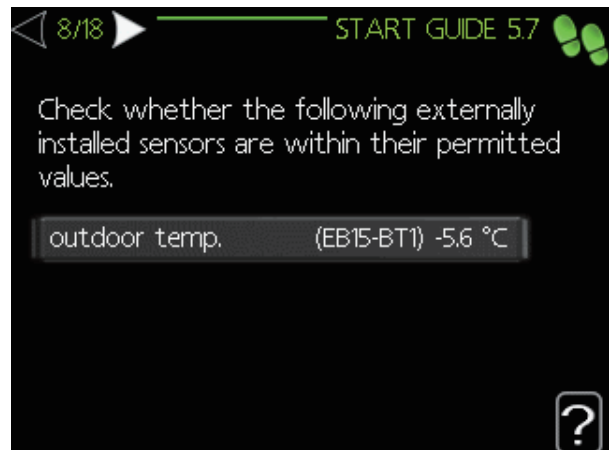 8/18 START GUIDE 5.7
Check whether the following externally
installed sensors are within their permitted
values.
outdoor temp. (EB15-BT1) -5.6 °C
?